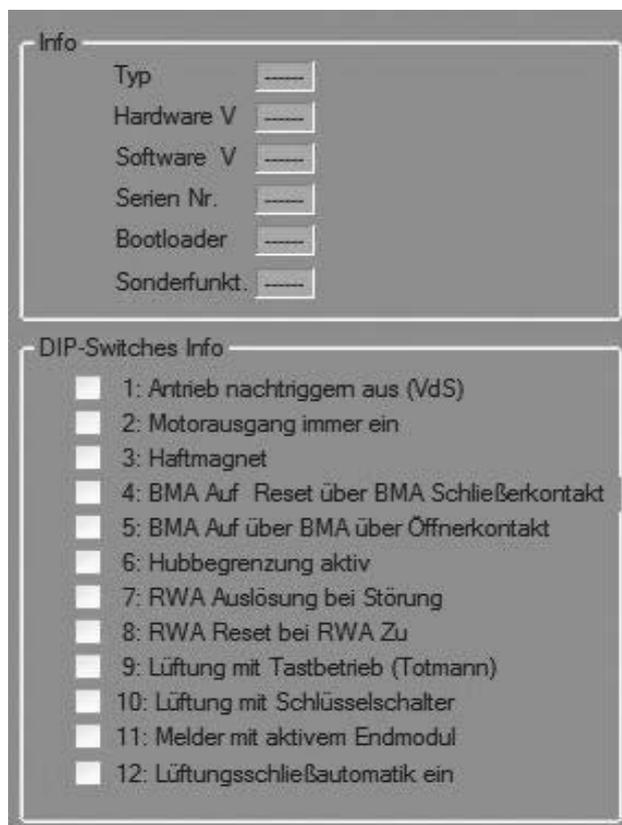 Info
Typ -----
Hardware V -----
Software V -----
Serien Nr. -----
Bootloader -----
Sonderfunkt. -----
DIP-Switches Info
1: Antrieb nachtriggern aus (VdS)
2: Motorausgang immer ein
3: Haftmagnet
4: BMA Auf Reset über BMA Schließerkontakt
5: BMA Auf über BMA über Öffnerkontakt
6: Hubbegrenzung aktiv
7: RWA Auslösung bei Störung
8: RWA Reset bei RWA Zu
9: Lüftung mit Tastbetrieb (Totmann)
10: Lüftung mit Schlüsselschalter
11: Melder mit aktivem Endmodul
12: Lüftungsschließautomatik ein